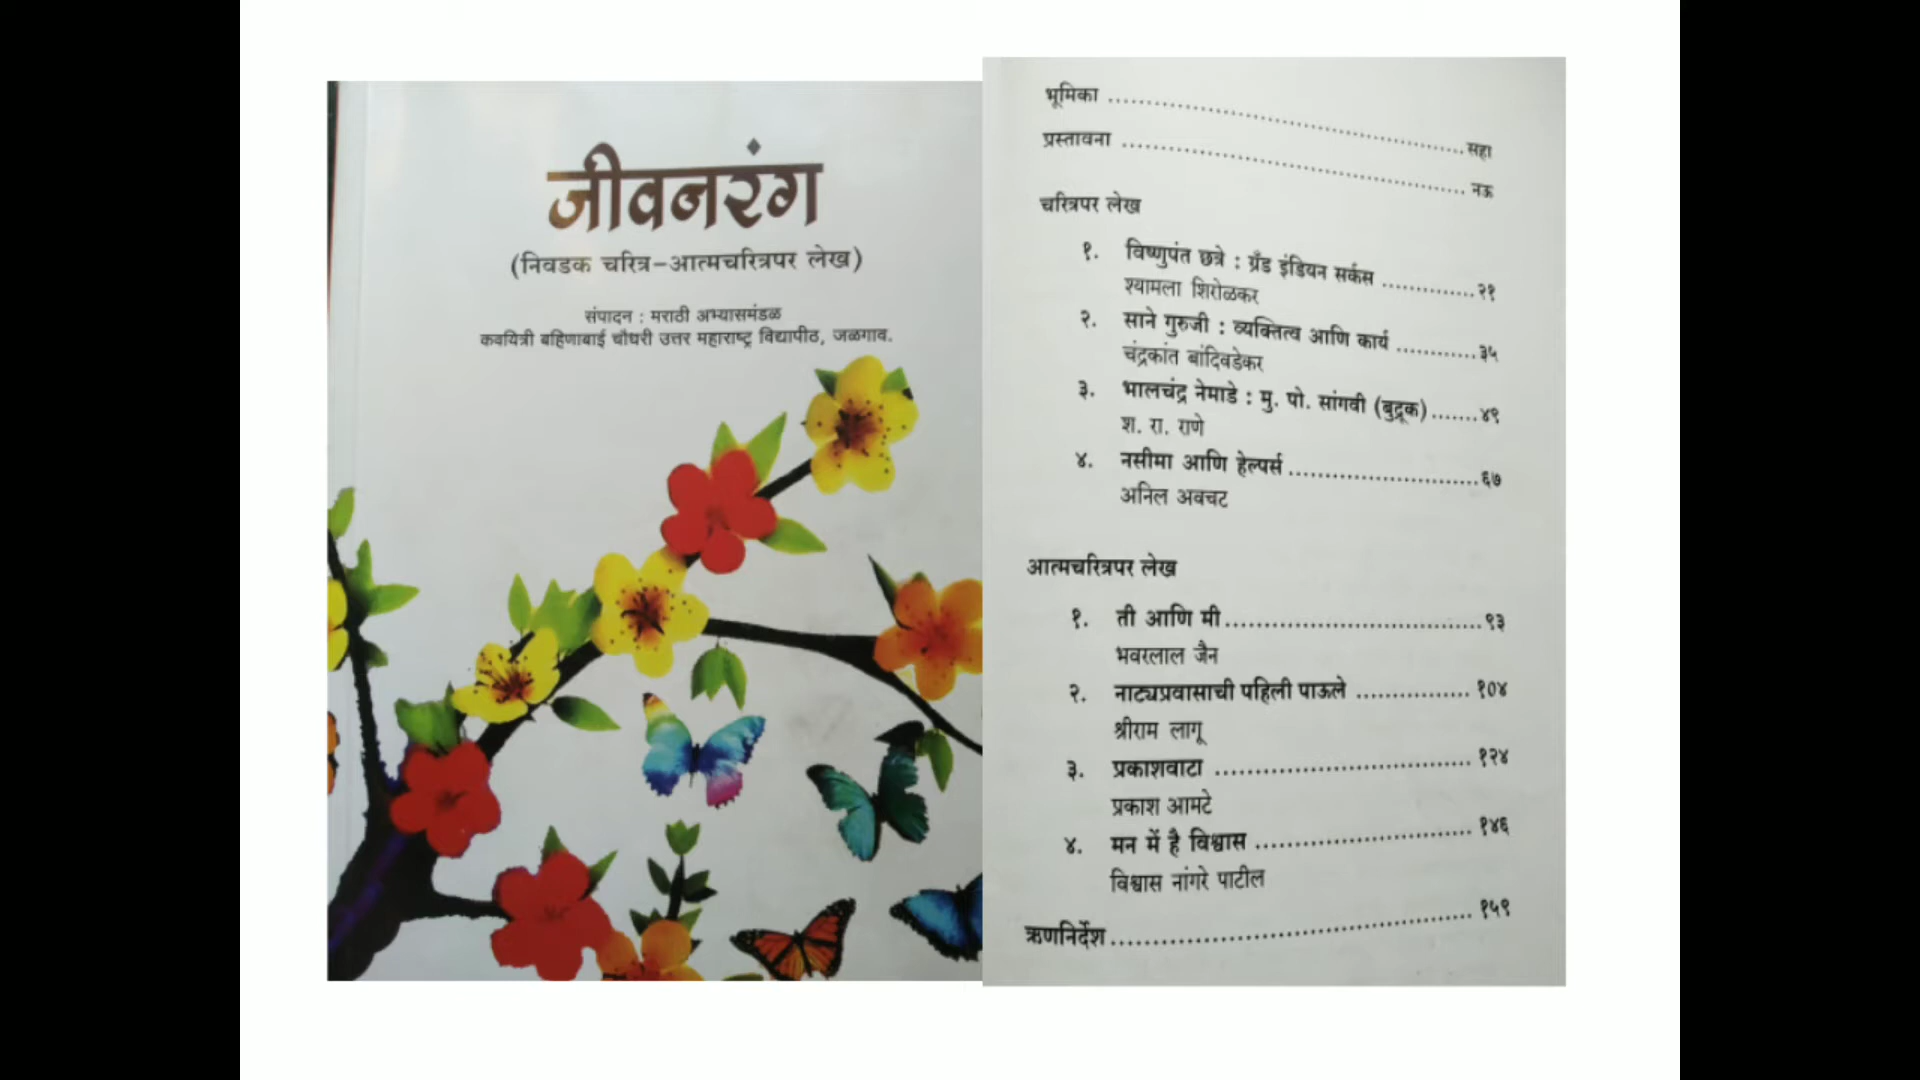 जीवनरंग
(निवडक चरित्र-आत्मचरित्रपर लेख)
संपादन : मराठी अभ्यासमंडळ
कवयित्री बहिणाबाई चौधरी उत्तर महाराष्ट्र विद्यापीठ, जळगाव.
भूमिका ........................................ सहा
प्रस्तावना ........................................ नऊ
चरित्रपर लेख
१. विष्णुपंत छत्रे : ग्रँड इंडियन सर्कस .............. २१
श्यामला शिरोळकर
२. साने गुरुजी : व्यक्तित्व आणि कार्य ............ ३५
चंद्रकांत बांदिवडेकर
३. भालचंद्र नेमाडे : मु. पो. सांगवी (बुद्रूक) ....... ४९
श. रा. राणे
४. नसीमा आणि हेल्पर्स ............................ ६७
अनिल अवचट
आत्मचरित्रपर लेख
१. ती आणि मी ...................................... ९३
भवरलाल जैन
२. नाट्यप्रवासाची पहिली पाऊले ................. १०४
श्रीराम लागू
३. प्रकाशवाटा ...................................... १२४
प्रकाश आमटे
४. मन में है विश्वास ................................ १४६
विश्वास नांगरे पाटील
ऋणनिर्देश ........................................ १५९